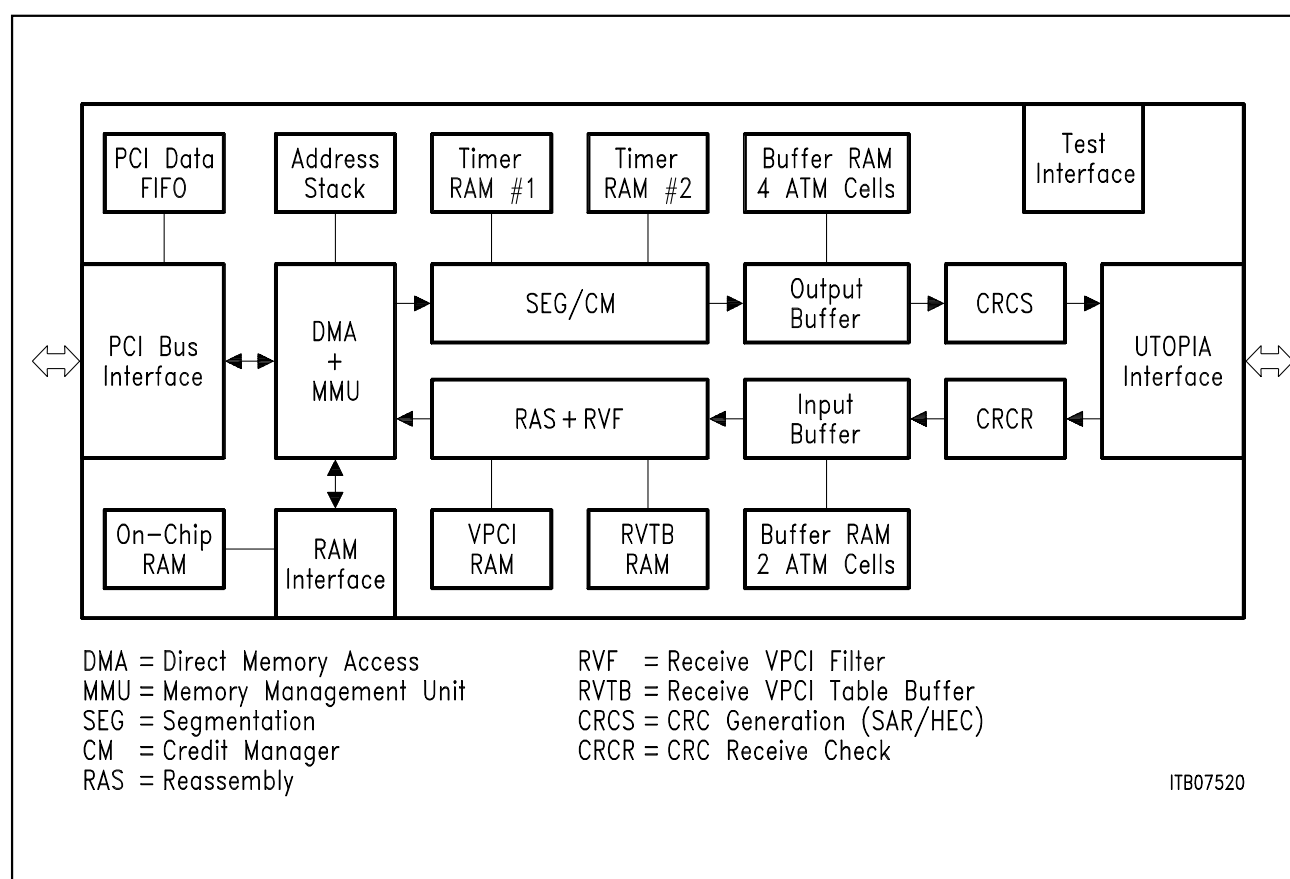 PCI Data
FIFO
Address
Stack
Timer
RAM #1
Timer
RAM #2
Buffer RAM
4 ATM Cells
Test
Interface
PCI Bus
Interface
DMA
+
MMU
SEG/CM
Output
Buffer
CRCS
UTOPIA
Interface
RAS + RVF
Input
Buffer
CRCR
On-Chip
RAM
RAM
Interface
VPCI
RAM
RVTB
RAM
Buffer RAM
2 ATM Cells
DMA = Direct Memory Access
MMU = Memory Management Unit
SEG = Segmentation
CM = Credit Manager
RAS = Reassembly
RVF = Receive VPCI Filter
RVTB = Receive VPCI Table Buffer
CRCS = CRC Generation (SAR/HEC)
CRCR = CRC Receive Check
ITB07520